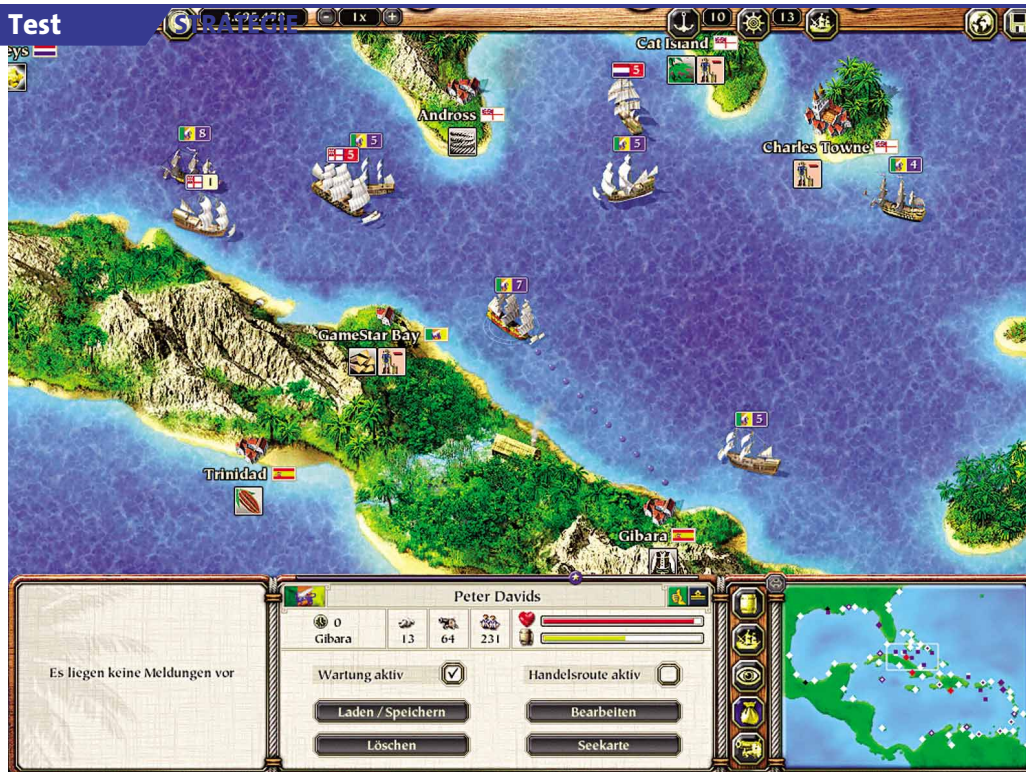 Test STRATEGIE
1x
10
13
eys
Cat Island
5
Andross
8
5
5
1
5
Charles Towne
4
7
GameStar Bay
5
Trinidad
Gibara
Peter Davids
0
Gibara
13
64
231
Es liegen keine Meldungen vor
Wartung aktiv
Handelsroute aktiv
Laden / Speichern
Bearbeiten
Löschen
Seekarte